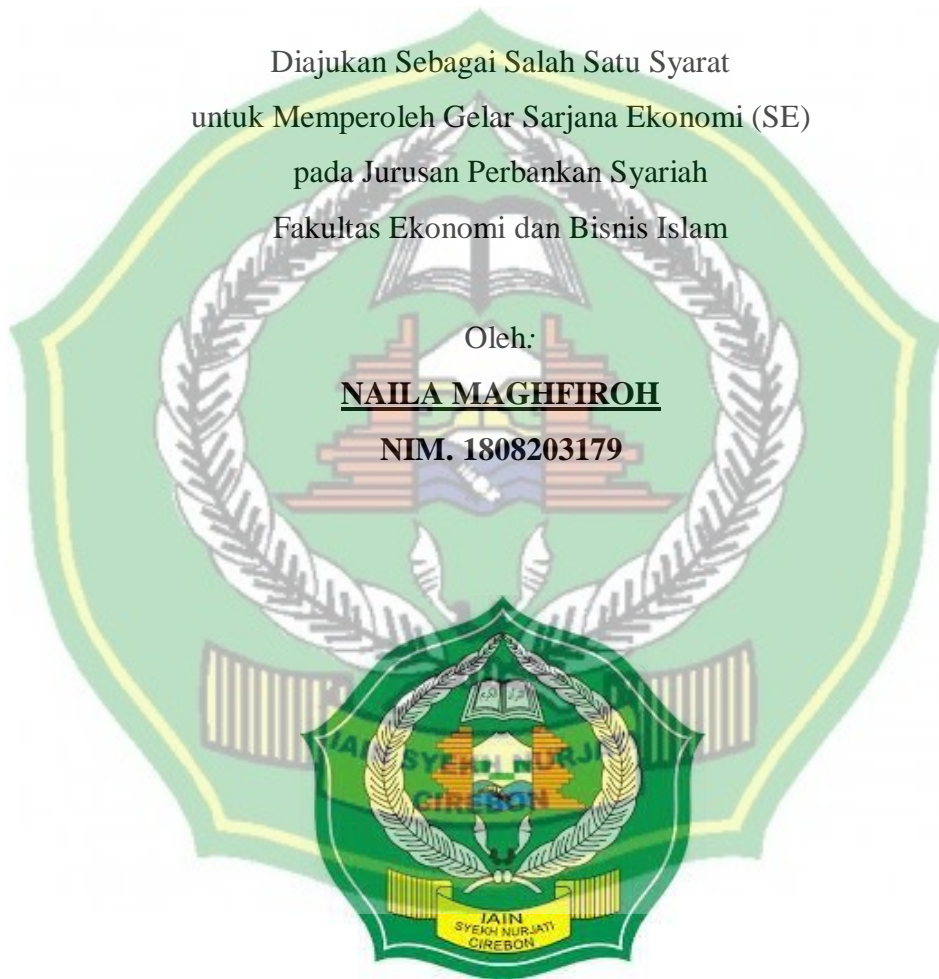 Diajukan Sebagai Salah Satu Syarat
untuk Memperoleh Gelar Sarjana Ekonomi (SE)
pada Jurusan Perbankan Syariah
Fakultas Ekonomi dan Bisnis Islam
Oleh:
NAILA MAGHFIROH
NIM. 1808203179
IAIN SYEKH NURJATI
CIREBON
IAIN
SYEKH NURJATI
CIREBON